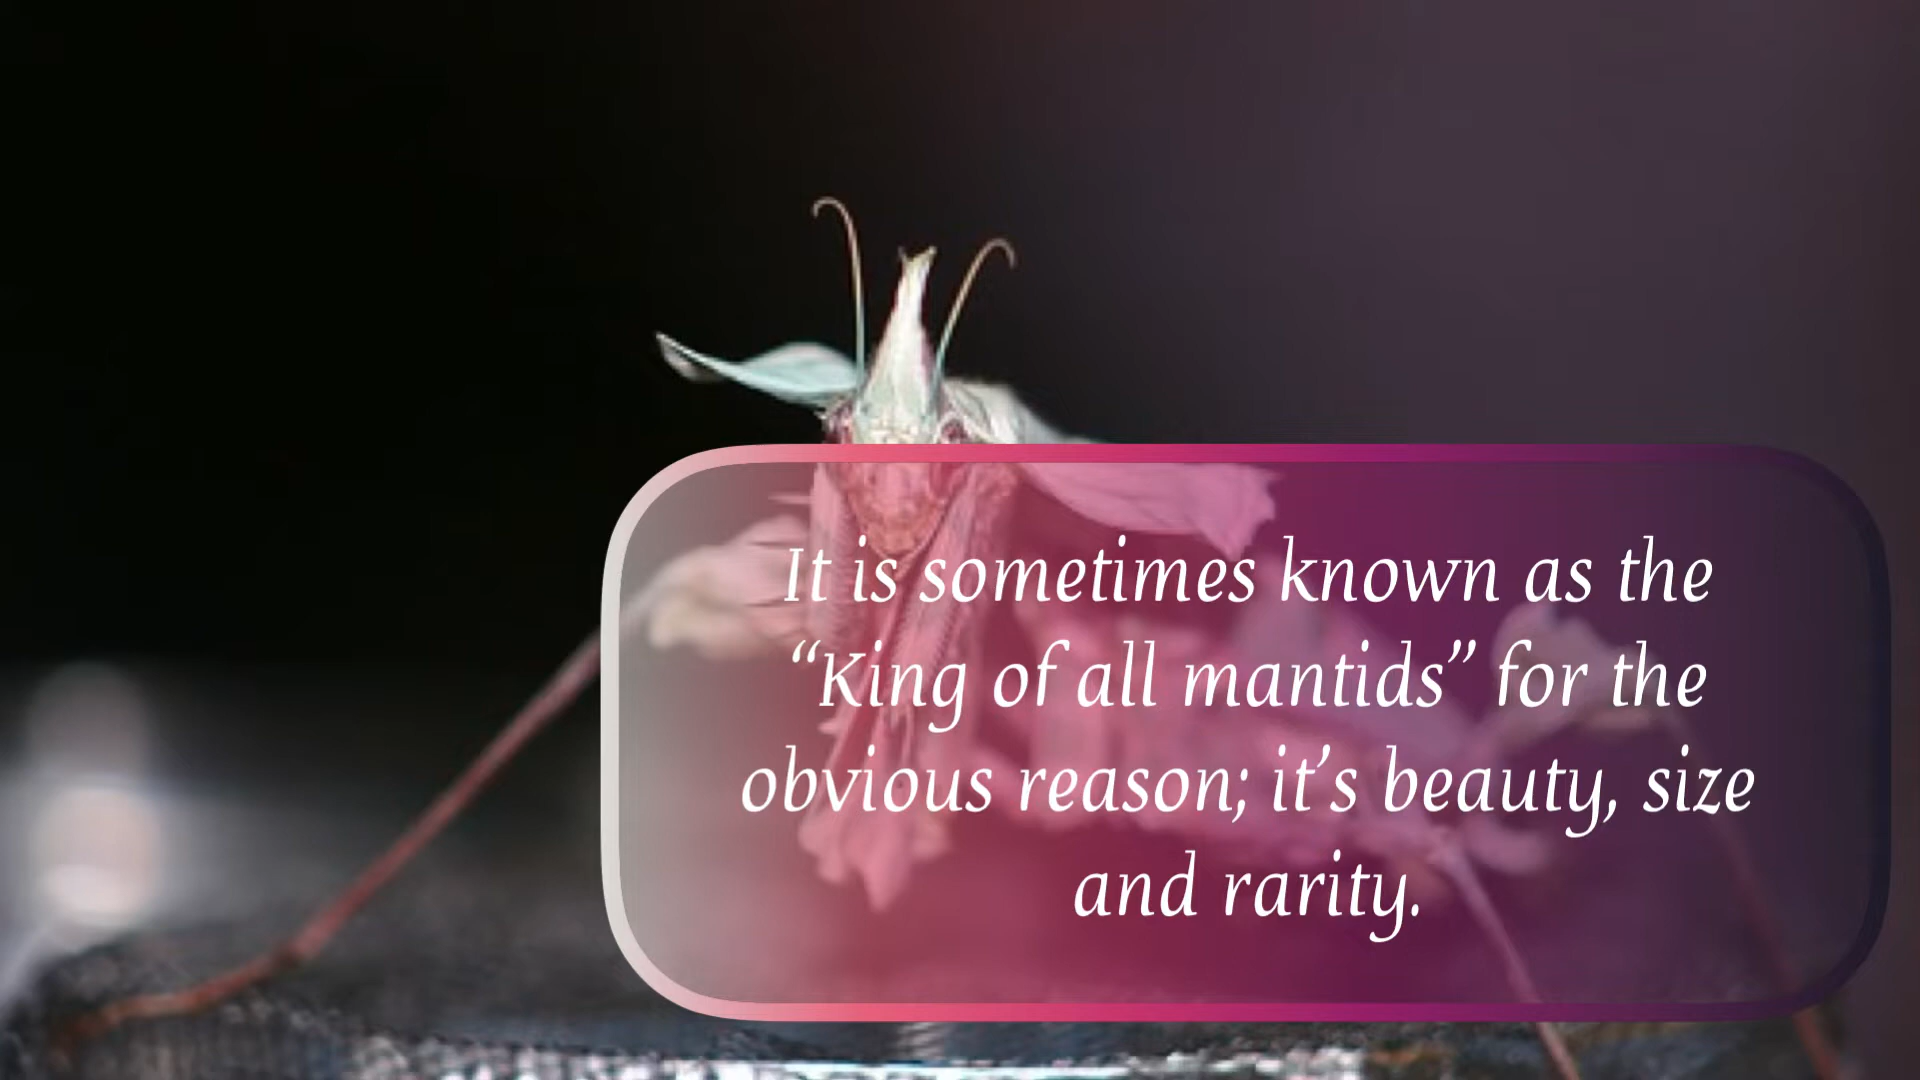 It is sometimes known as the
“King of all mantids” for the
obvious reason; it’s beauty, size
and rarity.